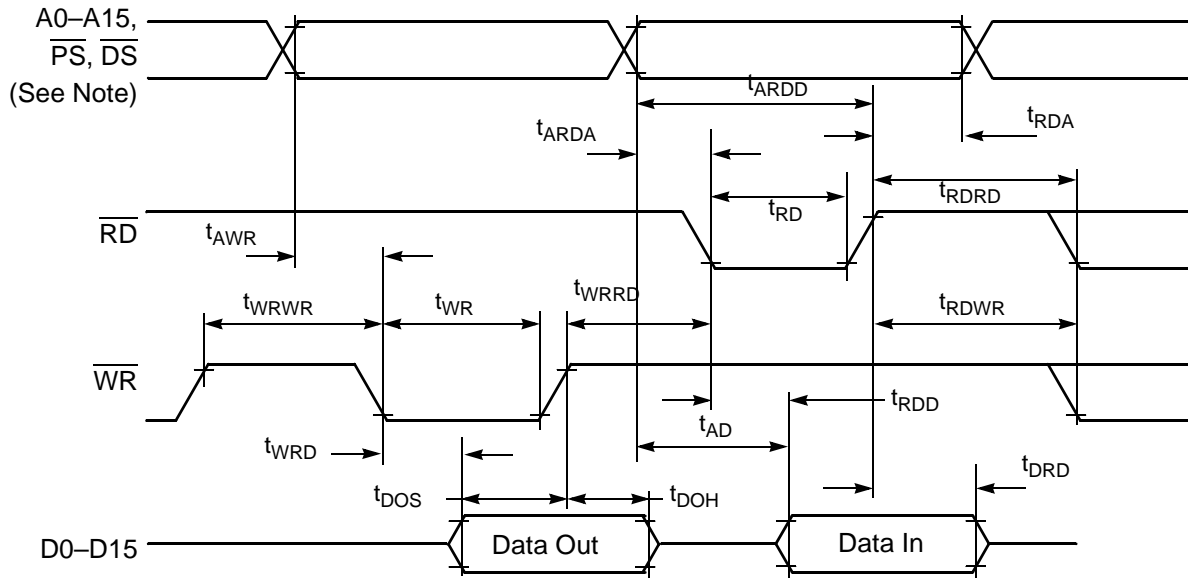 A0–A15,
PS, DS
(See Note)
tARDD
tARDA
tRDA
RD
tRD
tRDRD
tAWR
tWRWR
tWR
tWRRD
tRDWR
WR
tRDD
tAD
tWRD
tDRD
tDOS
tDOH
D0–D15
Data Out
Data In